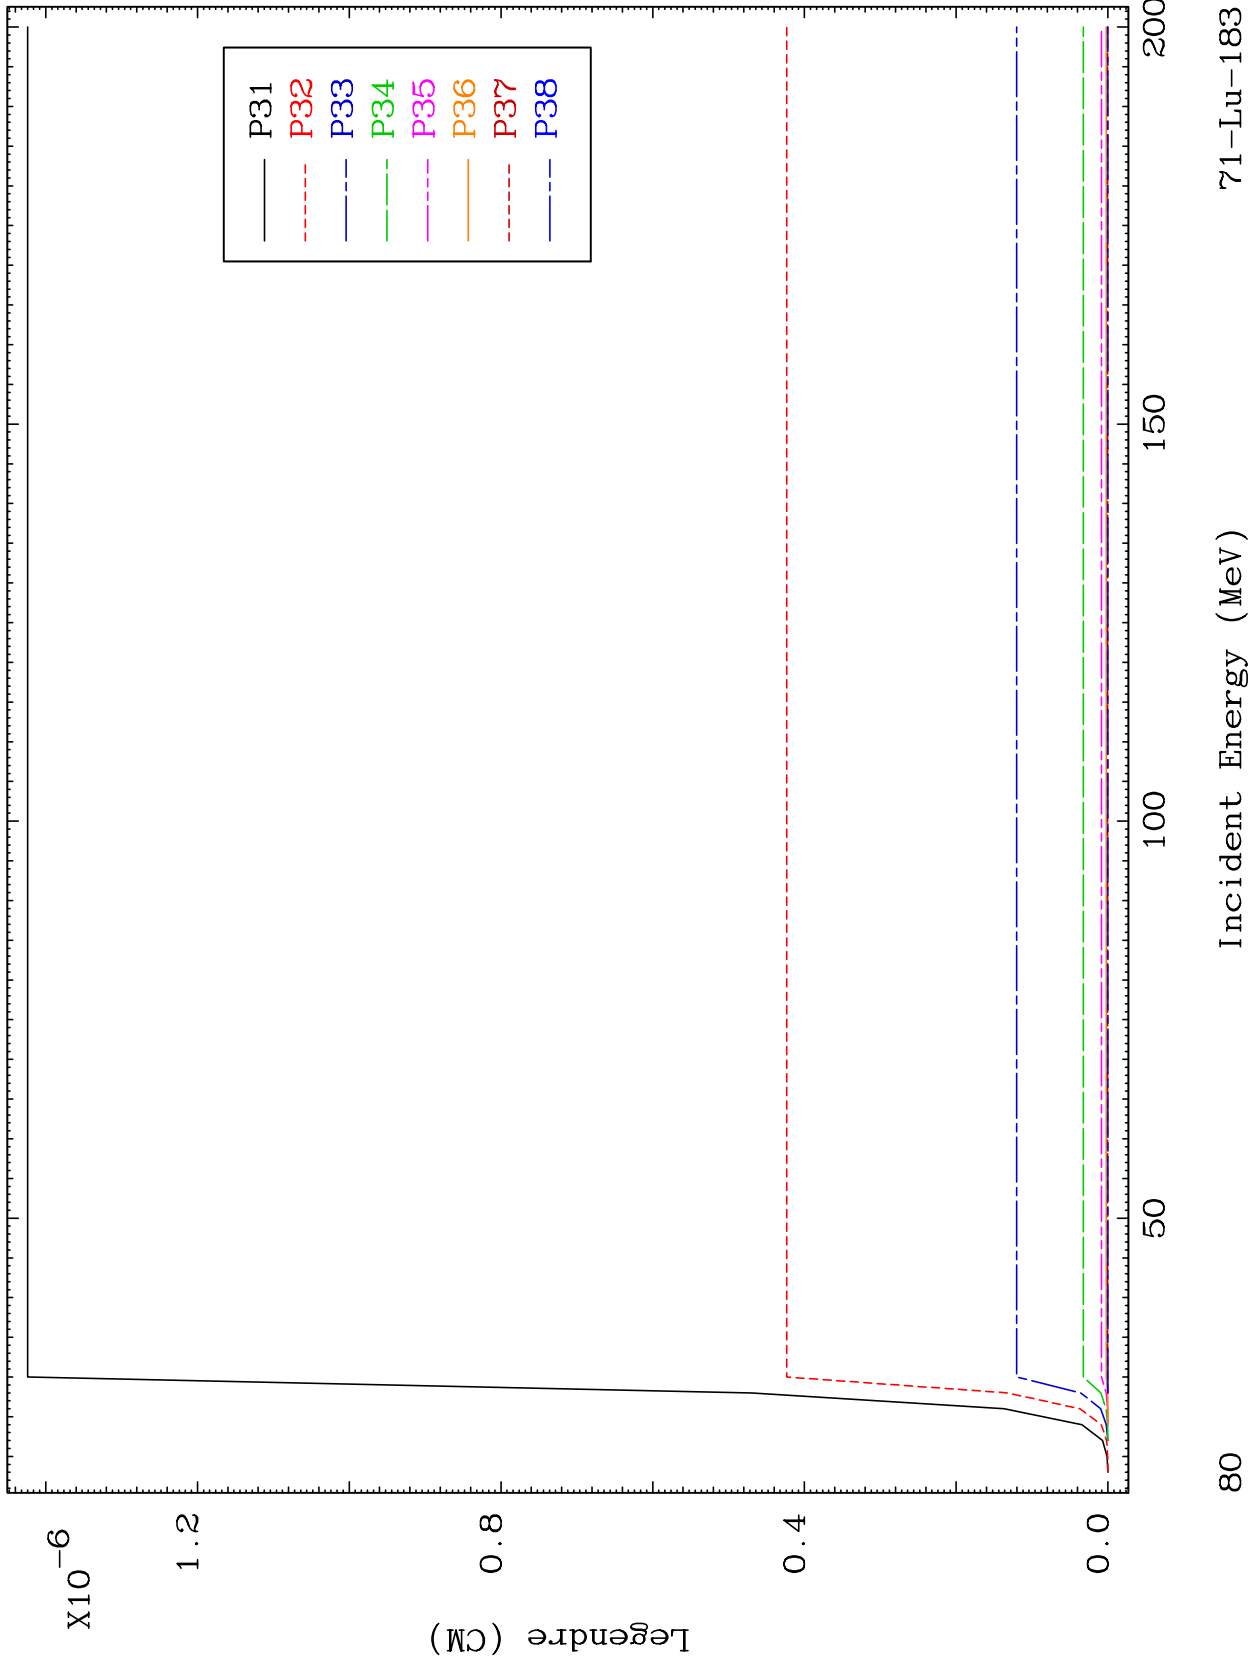 X10-6
1.2
0.8
0.4
0.0
Legendre (CM)
P31
P32
P33
P34
P35
P36
P37
P38
50
100
150
200
80
Incident Energy (MeV)
71-Lu-183